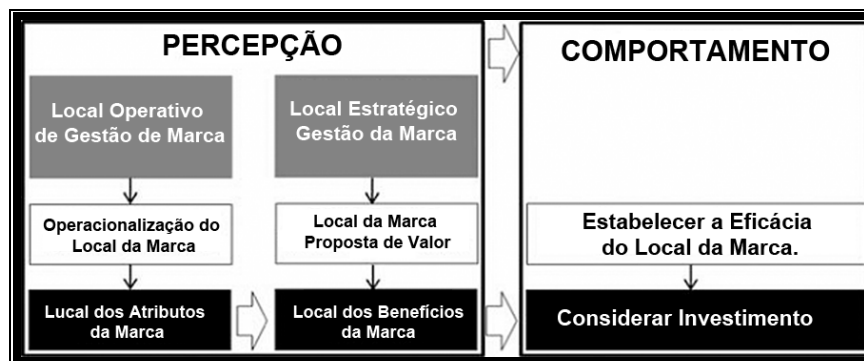 PERCEPÇÃO
Local Operativo
de Gestão de Marca
Local Estratégico
Gestão da Marca
Operacionalização do
Local da Marca
Local da Marca
Proposta de Valor
Lucal dos Atributos
da Marca
Local dos Benefícios
da Marca
COMPORTAMENTO
Estabelecer a Eficácia
do Local da Marca.
Considerar Investimento